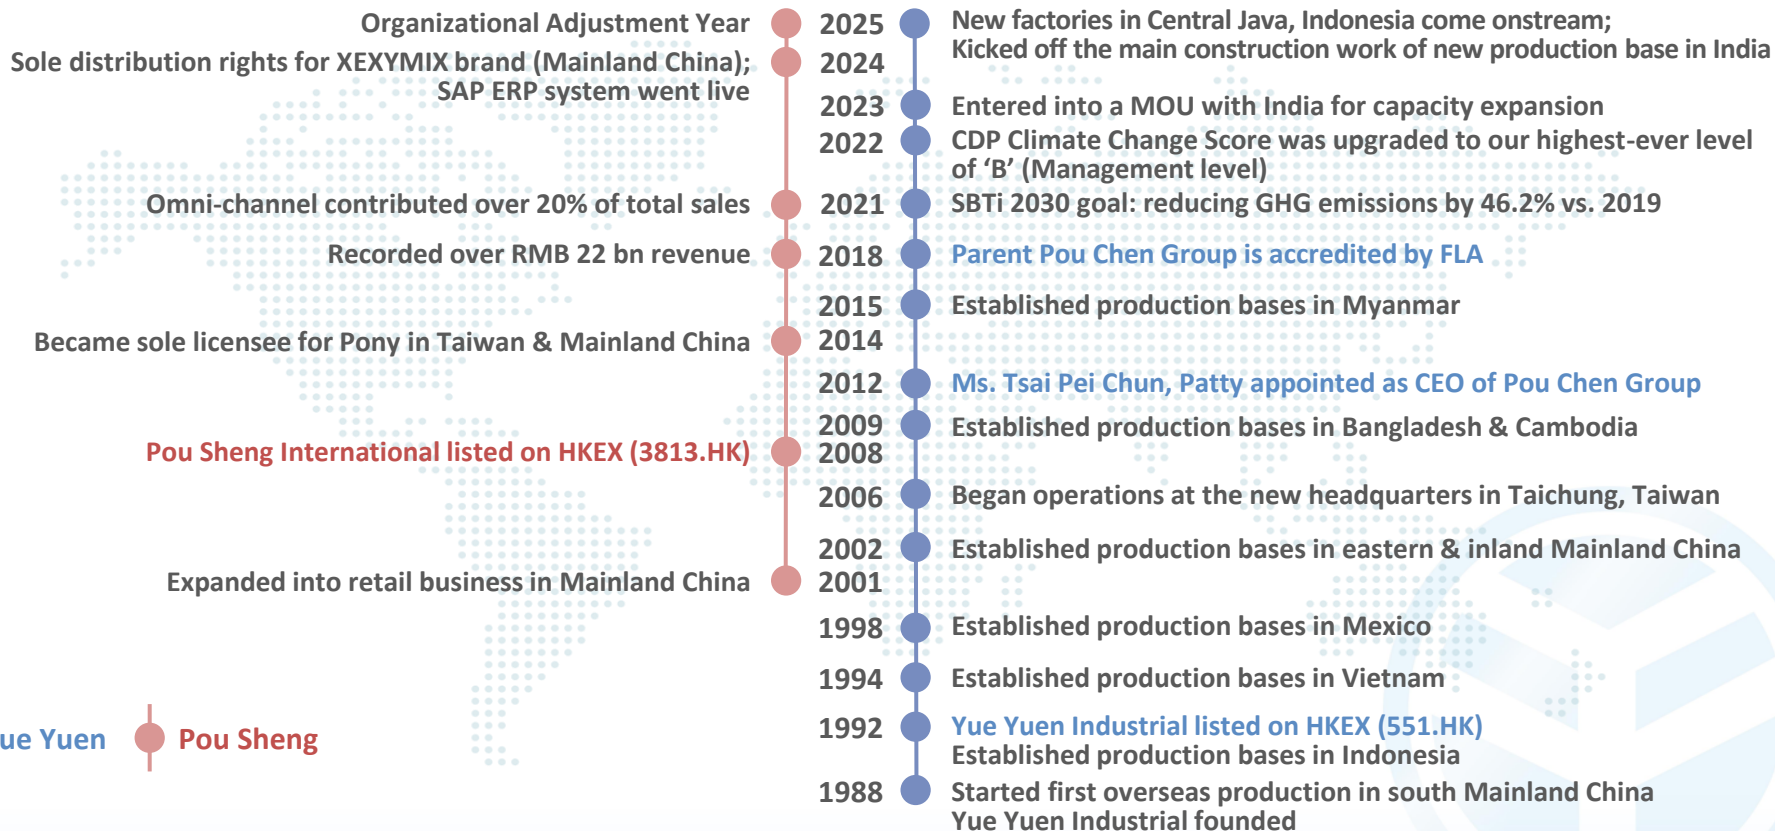 Organizational Adjustment Year
2025
New factories in Central Java, Indonesia come onstream;
Kicked off the main construction work of new production base in India
Sole distribution rights for XEXYMIX brand (Mainland China);
SAP ERP system went live
2024
2023
Entered into a MOU with India for capacity expansion
2022
CDP Climate Change Score was upgraded to our highest-ever level
of ‘B’ (Management level)
Omni-channel contributed over 20% of total sales
2021
SBTi 2030 goal: reducing GHG emissions by 46.2% vs. 2019
Recorded over RMB 22 bn revenue
2018
Parent Pou Chen Group is accredited by FLA
2015
Established production bases in Myanmar
Became sole licensee for Pony in Taiwan & Mainland China
2014
2012
Ms. Tsai Pei Chun, Patty appointed as CEO of Pou Chen Group
2009
Established production bases in Bangladesh & Cambodia
Pou Sheng International listed on HKEX (3813.HK)
2008
2006
Began operations at the new headquarters in Taichung, Taiwan
2002
Established production bases in eastern & inland Mainland China
Expanded into retail business in Mainland China
2001
1998
Established production bases in Mexico
1994
Established production bases in Vietnam
1992
Yue Yuen Industrial listed on HKEX (551.HK)
Established production bases in Indonesia
1988
Started first overseas production in south Mainland China
Yue Yuen Industrial founded
ue Yuen
Pou Sheng